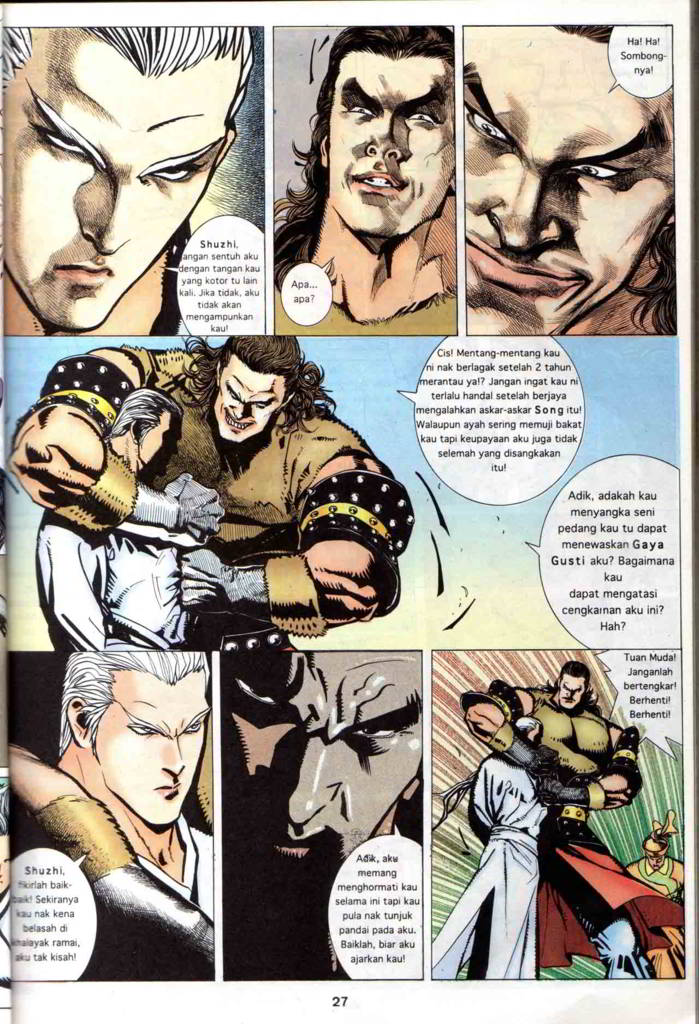 Shuzhi,
jangan sentuh aku
dengan tangan kau
yang kotor tu lain
kali. Jika tidak, aku
tidak akan
mengampunkan
kau!
Apa...
apa?
Ha! Ha!
Sombong-
nya!
Cis! Mentang-mentang kau
ni nak berlagak setelah 2 tahun
merantau ya!? Jangan ingat kau ni
terlalu handal setelah berjaya
mengalahkan askar-askar Song itu!
Walaupun ayah sering memuji bakat
kau tapi keupayaan aku juga tidak
selemah yang disangkakan
itu!
Adik, adakah kau
menyangka seni
pedang kau tu dapat
menewaskan Gaya
Gusti aku? Bagaimana
kau
dapat mengatasi
cengkaman aku ini?
Hah?
Shuzhi,
fikirlah baik-
baik! Sekiranya
kau nak kena
belasah di
khalayak ramai,
aku tak kisah!
Adik, aku
memang
menghormati kau
selama ini tapi kau
pula nak tunjuk
pandai pada aku.
Baiklah, biar aku
ajarkan kau!
Tuan Muda!
Janganlah
bertengkar!
Berhenti!
Berhenti!
27